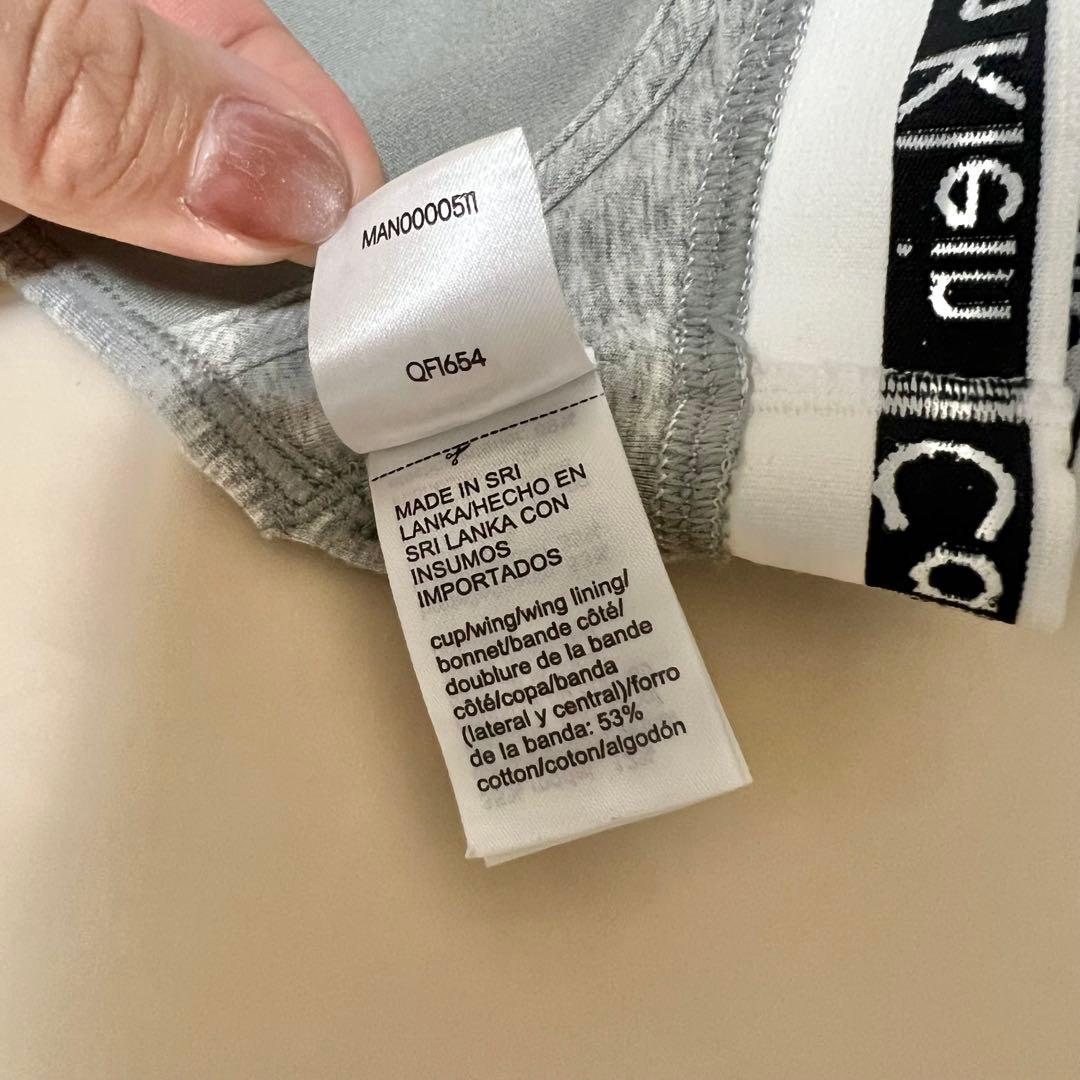 MAN0000511
QF1654
MADE IN SRI
LANKA/HECHO EN
SRI LANKA CON
INSUMOS
IMPORTADOS
cup/wing/wing lining/
bonnet/bande côté/
doublure de la bande
côté/copa/banda
(lateral y central)/forro
de la banda: 53%
cotton/coton/algodón